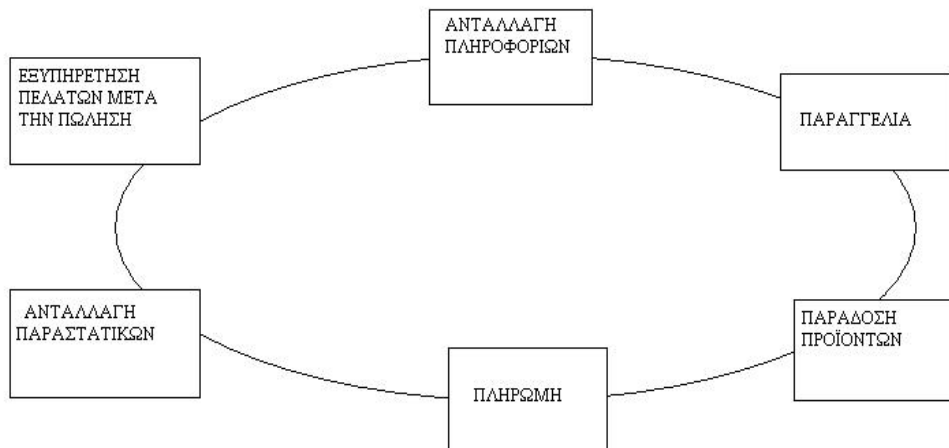 ΑΝΤΑΛΛΑΓΗ
ΠΛΗΡΟΦΟΡΙΩΝ
ΠΑΡΑΓΓΕΛΙΑ
ΠΑΡΑΔΟΣΗ
ΠΡΟΪΟΝΤΩΝ
ΠΛΗΡΩΜΗ
ΑΝΤΑΛΛΑΓΗ
ΠΑΡΑΣΤΑΤΙΚΩΝ
ΕΞΥΠΗΡΕΤΗΣΗ
ΠΕΛΑΤΩΝ ΜΕΤΑ
ΤΗΝ ΠΩΛΗΣΗ